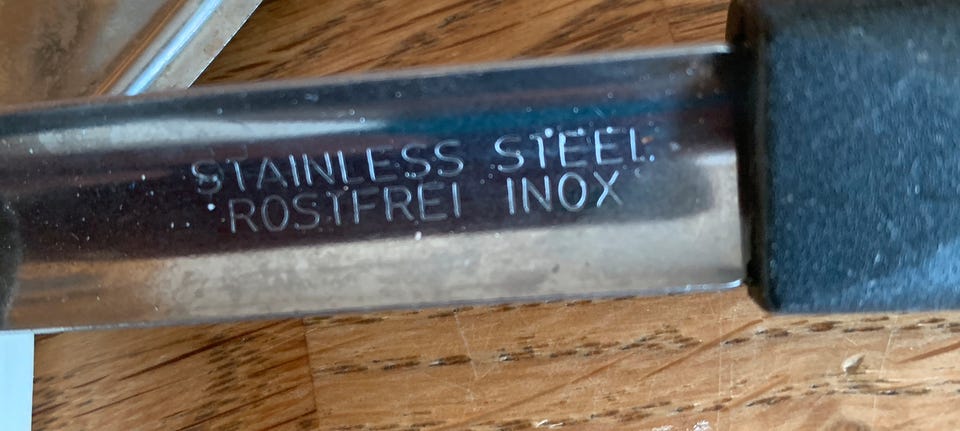 STAINLESS STEEL
ROSTFREI INOX